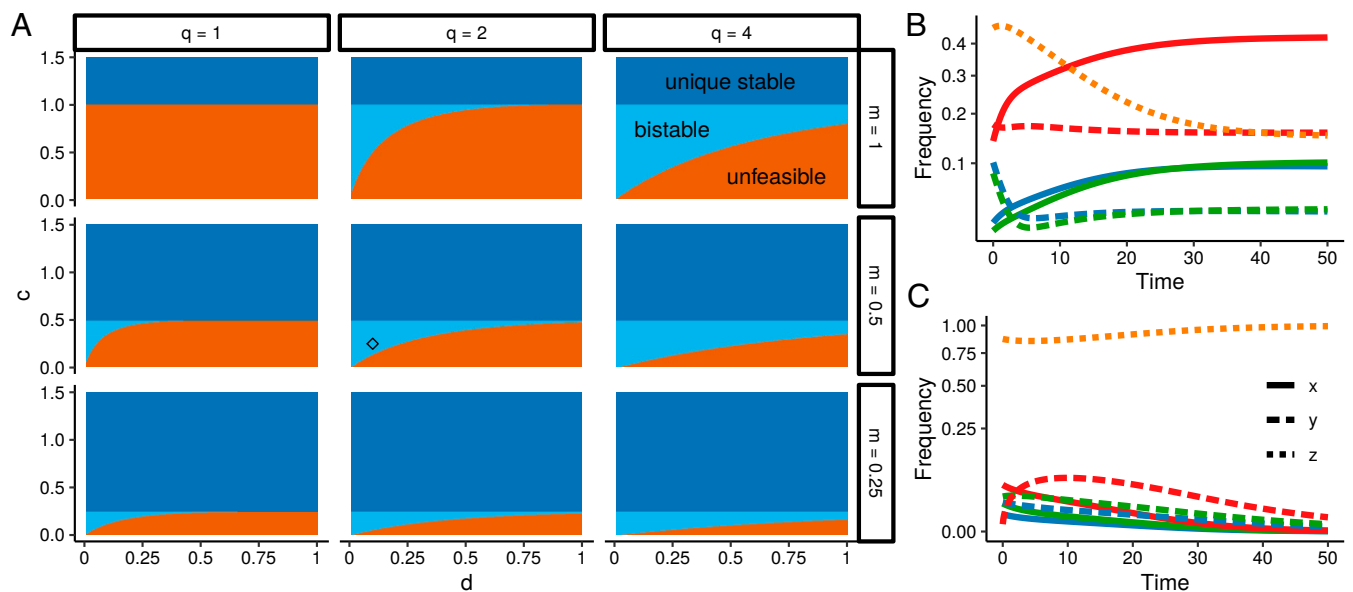 A
q = 1
q = 2
q = 4
1.5
1.0
0.5
0.0
unique stable
bistable
unfeasible
m = 1
1.5
1.0
0.5
0.0
m = 0.5
c
1.5
1.0
0.5
0.0
m = 0.25
0
0.25
0.5
0.75
1
0
0.25
0.5
0.75
1
0
0.25
0.5
0.75
1
d
B
Frequency
0.4
0.3
0.2
0.1
0
10
20
30
40
50
Time
C
Frequency
1.00
0.75
0.50
0.25
0.00
x
y
z
0
10
20
30
40
50
Time